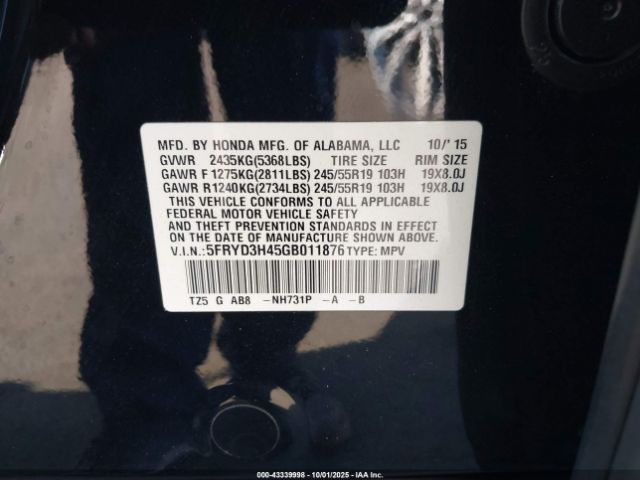 MFD. BY HONDA MFG. OF ALABAMA, LLC 10/'15
GVWR 2435KG(5368LBS) TIRE SIZE RIM SIZE
GAWR F 1275KG(2811LBS) 245/55R19 103H 19X8.0J
GAWR R1240KG(2734LBS) 245/55R19 103H 19X8.0J
THIS VEHICLE CONFORMS TO ALL APPLICABLE
FEDERAL MOTOR VEHICLE SAFETY
AND THEFT PREVENTION STANDARDS IN EFFECT
ON THE DATE OF MANUFACTURE SHOWN ABOVE.
V.I.N.: 5FRYD3H45GB011876 TYPE: MPV
TZ5 G AB8 -NH731P -A -B
000-43339998 | 10/01/2025 | IAA Inc.